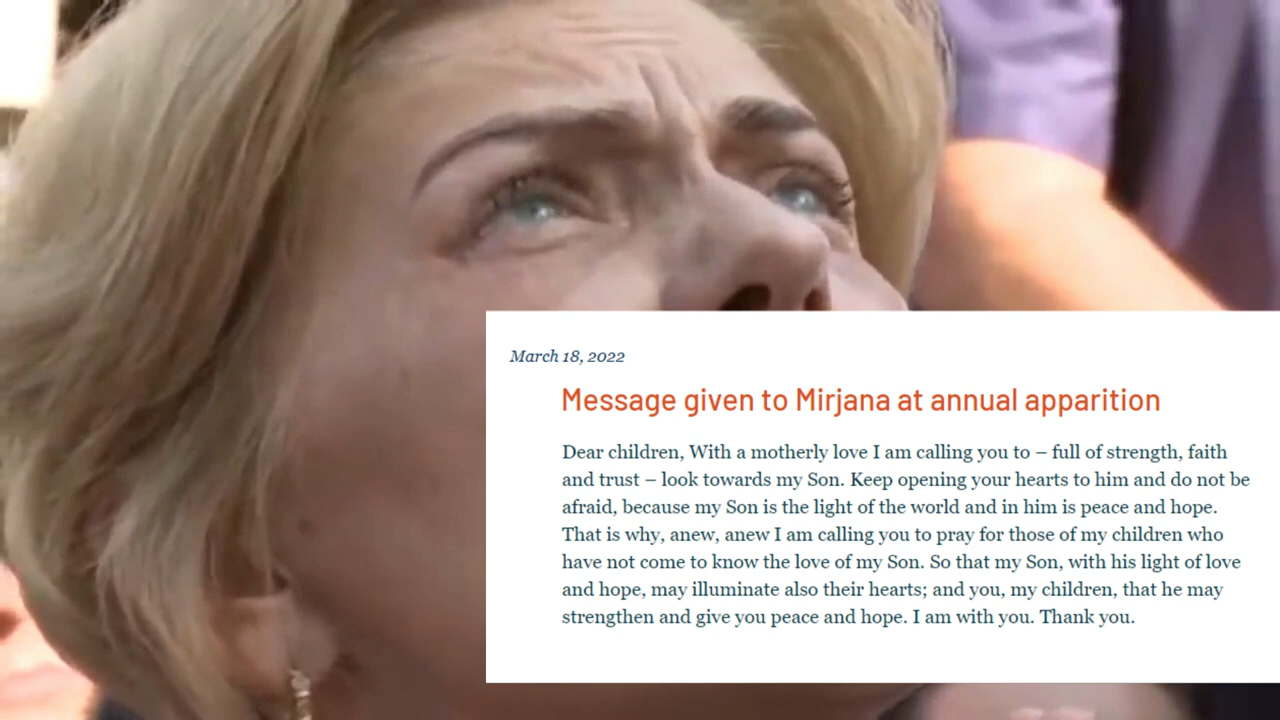 March 18, 2022
Message given to Mirjana at annual apparition
Dear children, With a motherly love I am calling you to – full of strength, faith
and trust – look towards my Son. Keep opening your hearts to him and do not be
afraid, because my Son is the light of the world and in him is peace and hope.
That is why, anew, anew I am calling you to pray for those of my children who
have not come to know the love of my Son. So that my Son, with his light of love
and hope, may illuminate also their hearts; and you, my children, that he may
strengthen and give you peace and hope. I am with you. Thank you.